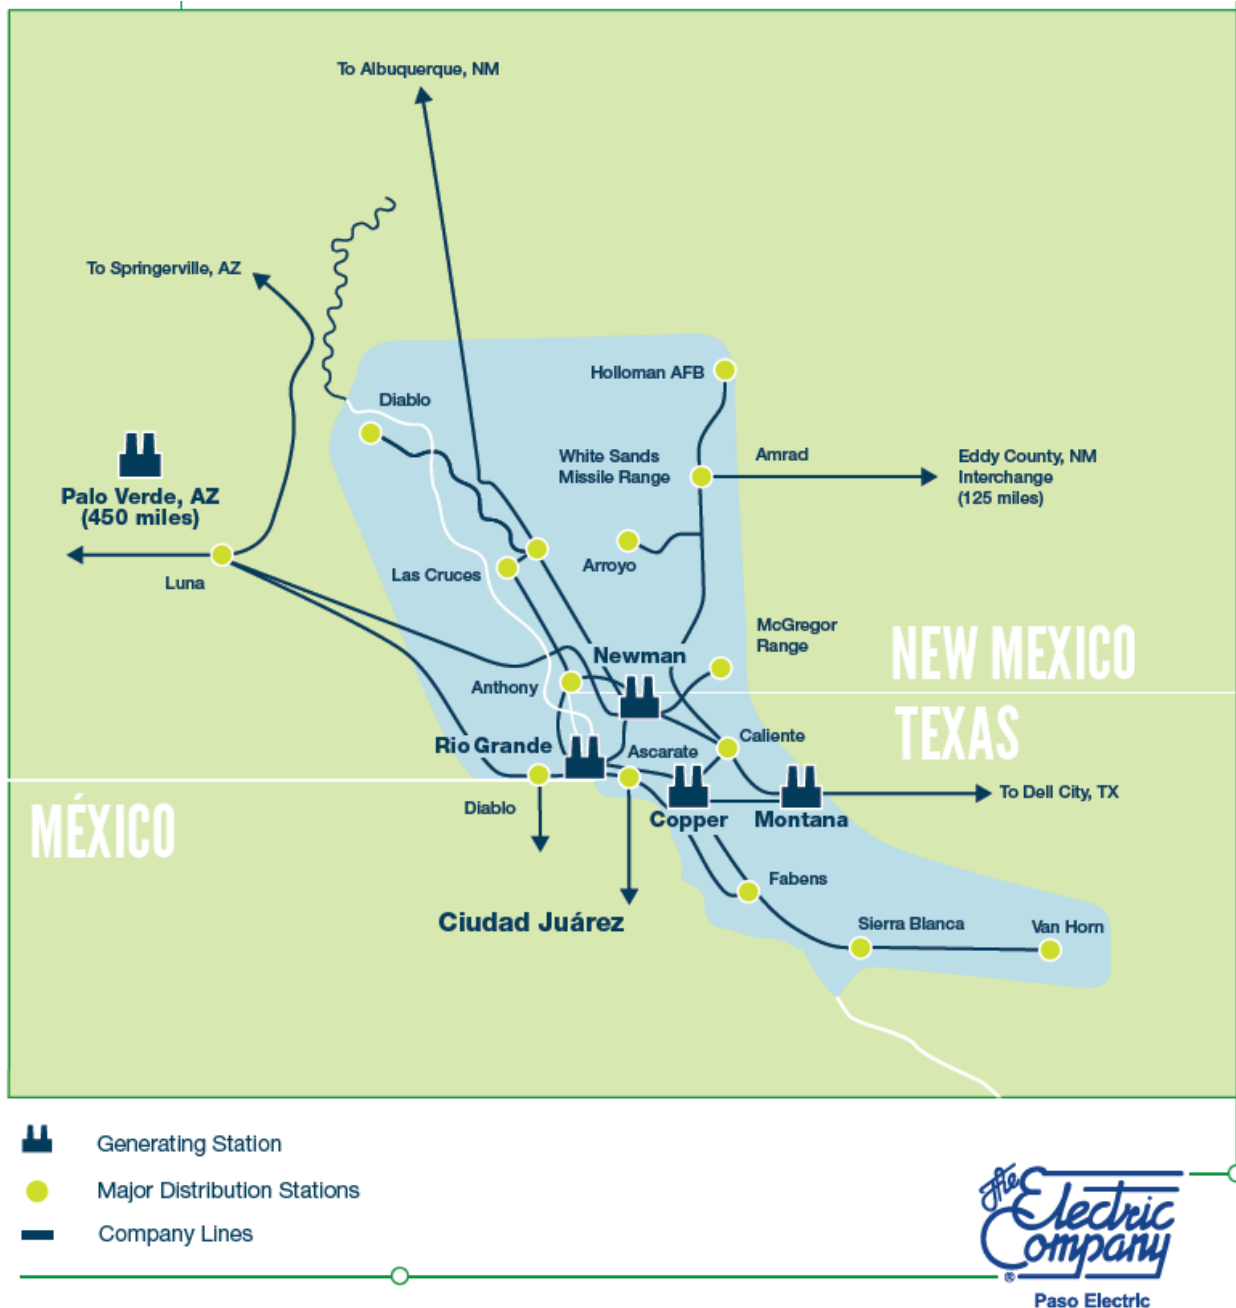 To Albuquerque, NM
To Springerville, AZ
Holloman AFB
Diablo
White Sands
Missile Range
Amrad
Eddy County, NM
Interchange
(125 miles)
Palo Verde, AZ
(450 miles)
Luna
Las Cruces
Arroyo
McGregor
Range
NEW MEXICO
Newman
Anthony
TEXAS
Rio Grande
Ascarate
Caliente
To Dell City, TX
Diablo
MÉXICO
Copper
Montana
Fabens
Ciudad Juárez
Sierra Blanca
Van Horn
Generating Station
Major Distribution Stations
Company Lines
The
Electric
Company
®
Paso Electric